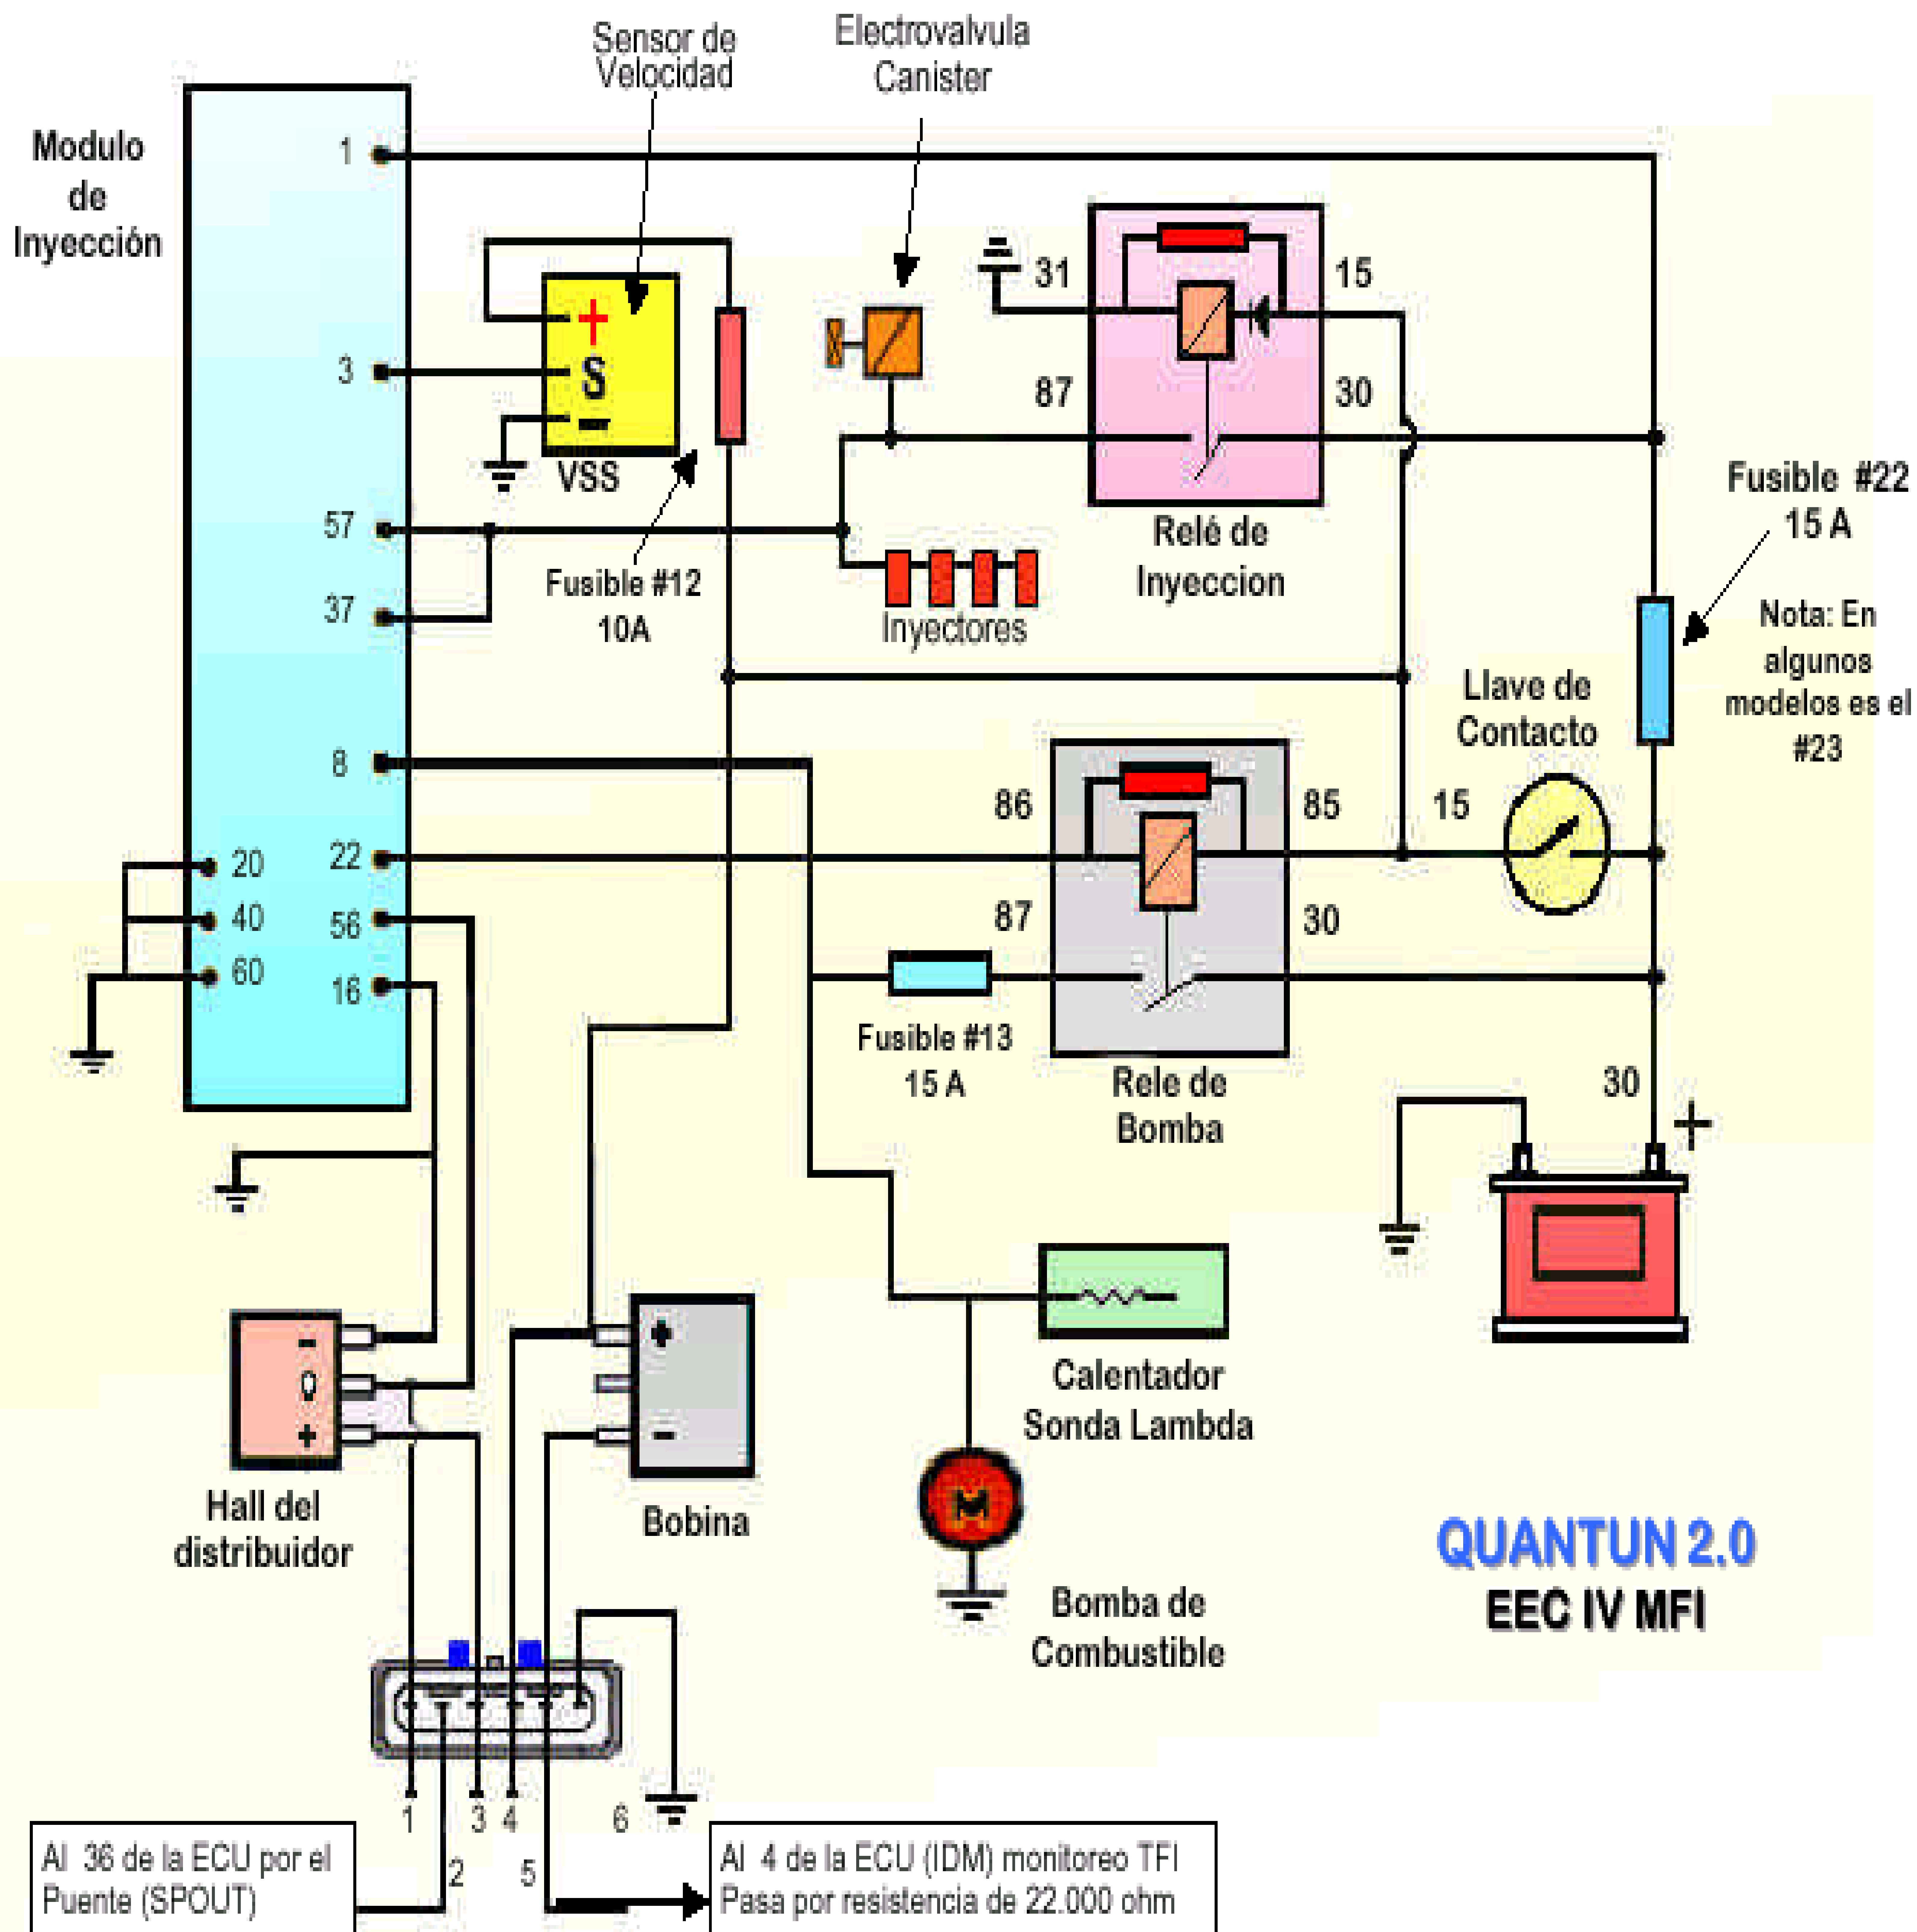 Sensor de
Velocidad
Electrovalvula
Canister
Modulo
de
Inyección
1
3
57
37
8
22
56
16
20
40
60
+
S
-
VSS
Fusible #12
10A
31
15
87
30
Relé de
Inyeccion
Inyectores
Fusible #22
15 A
Nota: En
algunos
modelos es el
#23
Llave de
Contacto
86
85
15
87
30
Fusible #13
15 A
Rele de
Bomba
30
+
-
0
+
Hall del
distribuidor
+
-
Bobina
Calentador
Sonda Lambda
M
Bomba de
Combustible
QUANTUN 2.0
EEC IV MFI
1
2
3
4
5
6
Al 36 de la ECU por el
Puente (SPOUT)
Al 4 de la ECU (IDM) monitoreo TFI
Pasa por resistencia de 22.000 ohm